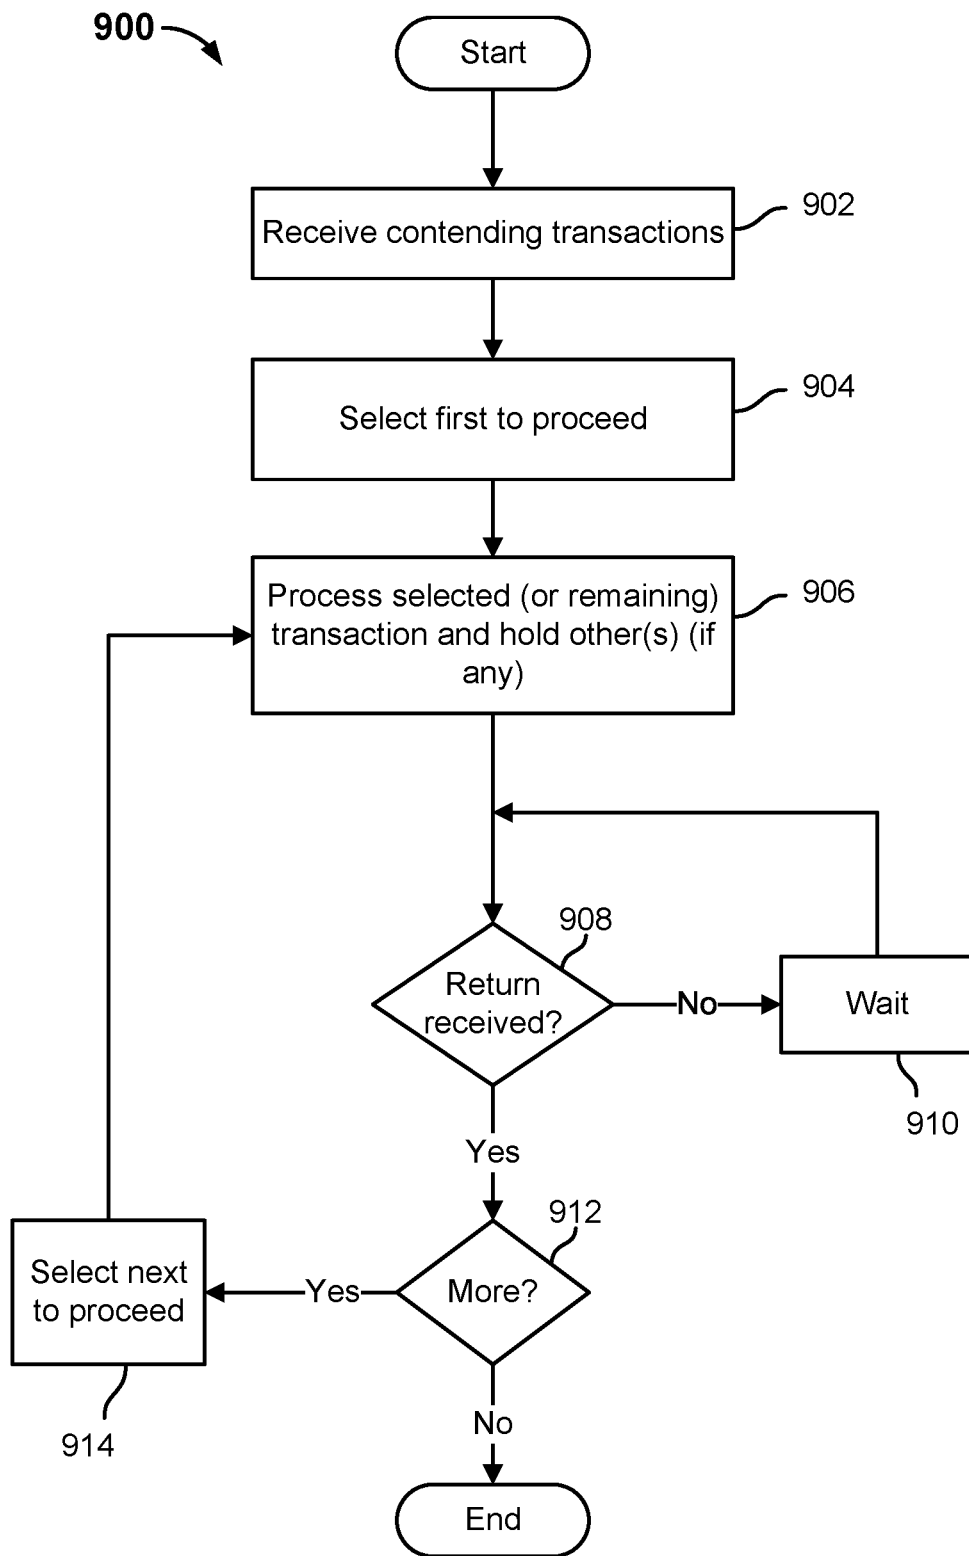 900
Start
Receive contending transactions
902
Select first to proceed
904
Process selected (or remaining)
transaction and hold other(s) (if
any)
906
908
Return
received?
No
Wait
910
Yes
912
More?
Yes
Select next
to proceed
914
No
End